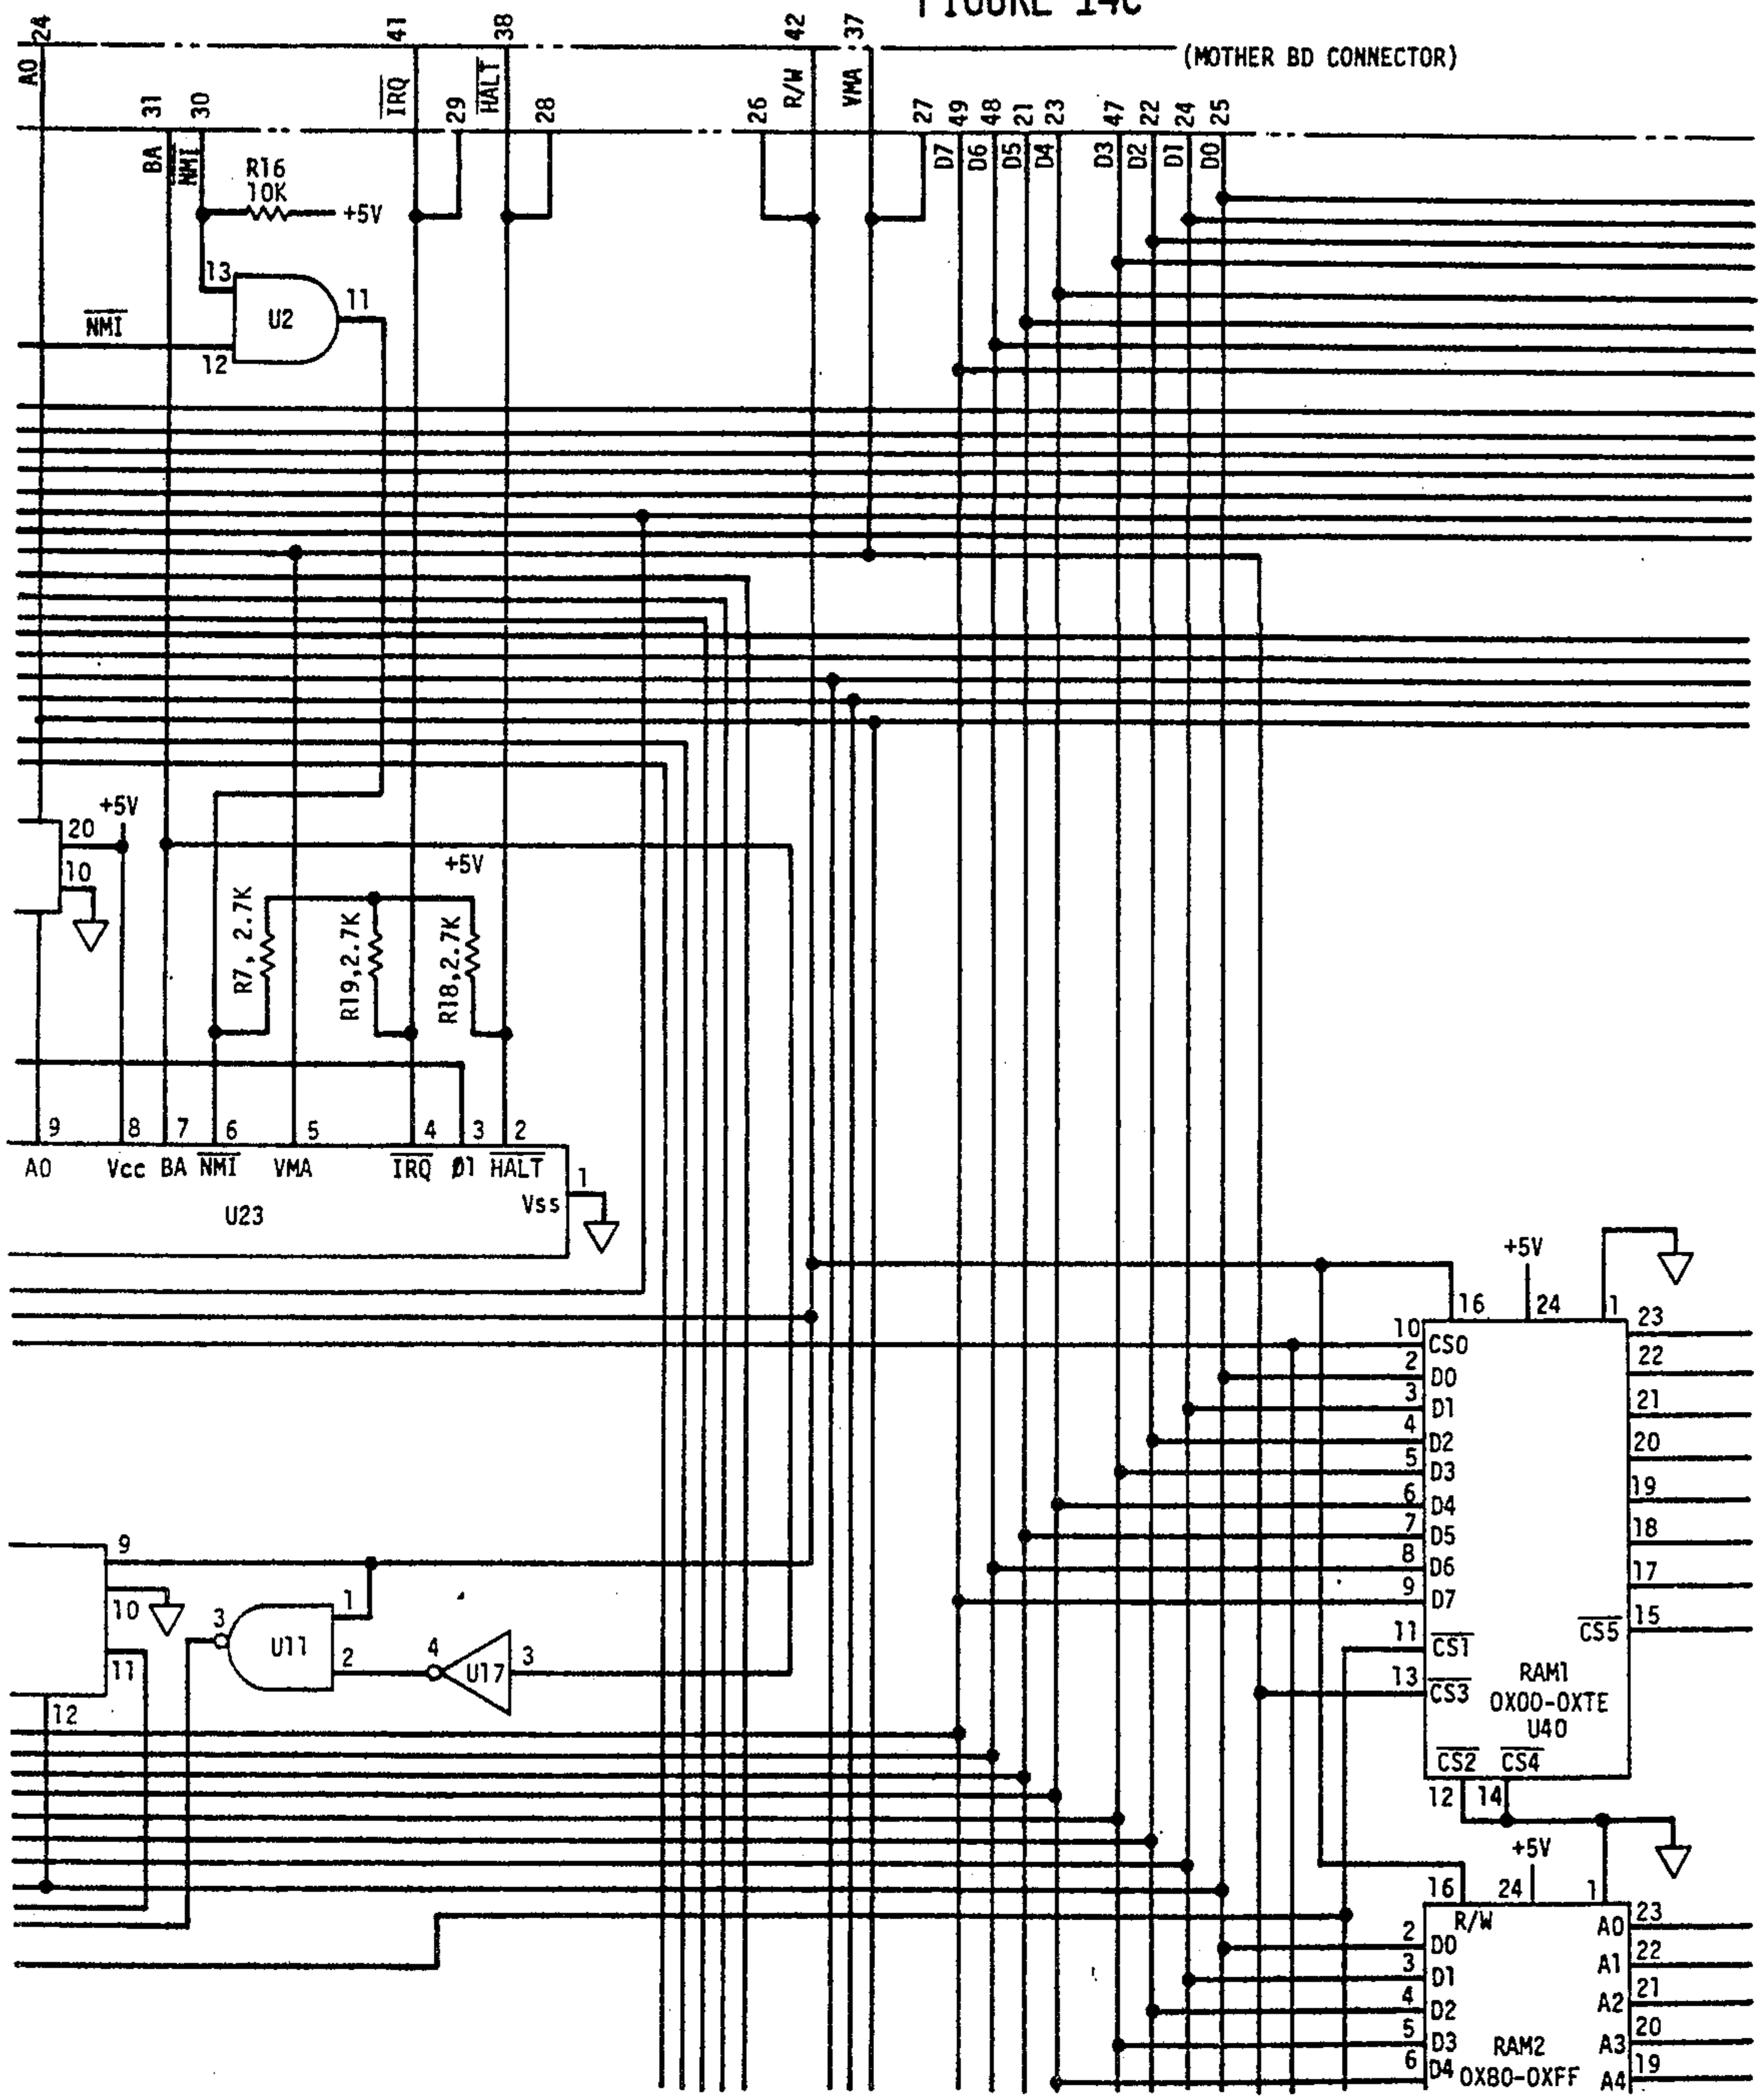 FIGURE 14C
24 41 38 42 37
(MOTHER BD CONNECTOR)
A0 31 30 IRQ 29 HALT 28 26 R/W VMA 27 49 48 21 23 47 22 24 25
BA NMI D7 D6 D5 D4 D3 D2 D1 D0
R16
10K
+5V
13
11
U2
NMI
12
+5V
20
10
+5V
R7, 2.7K
R19,2.7K
R18,2.7K
9 8 7 6 5 4 3 2
A0 Vcc BA NMI VMA IRQ Ø1 HALT
1
Vss
U23
+5V
16 24 1
23
10 CS0
22
2 D0
3 D1
21
4 D2
20
5 D3
19
6 D4
7 D5
18
8 D6
17
9 D7
15
CS5
11 CS1
13 CS3
RAM1
0X00-0XTE
U40
CS2 CS4
12 14
9
10
1
3
U11
2
4
U17
3
11
12
+5V
16 24 1
R/W
A0 23
2 D0
A1 22
3 D1
A2 21
4 D2
A3 20
5 D3
RAM2
6 D4
0X80-0XFF
A4 19